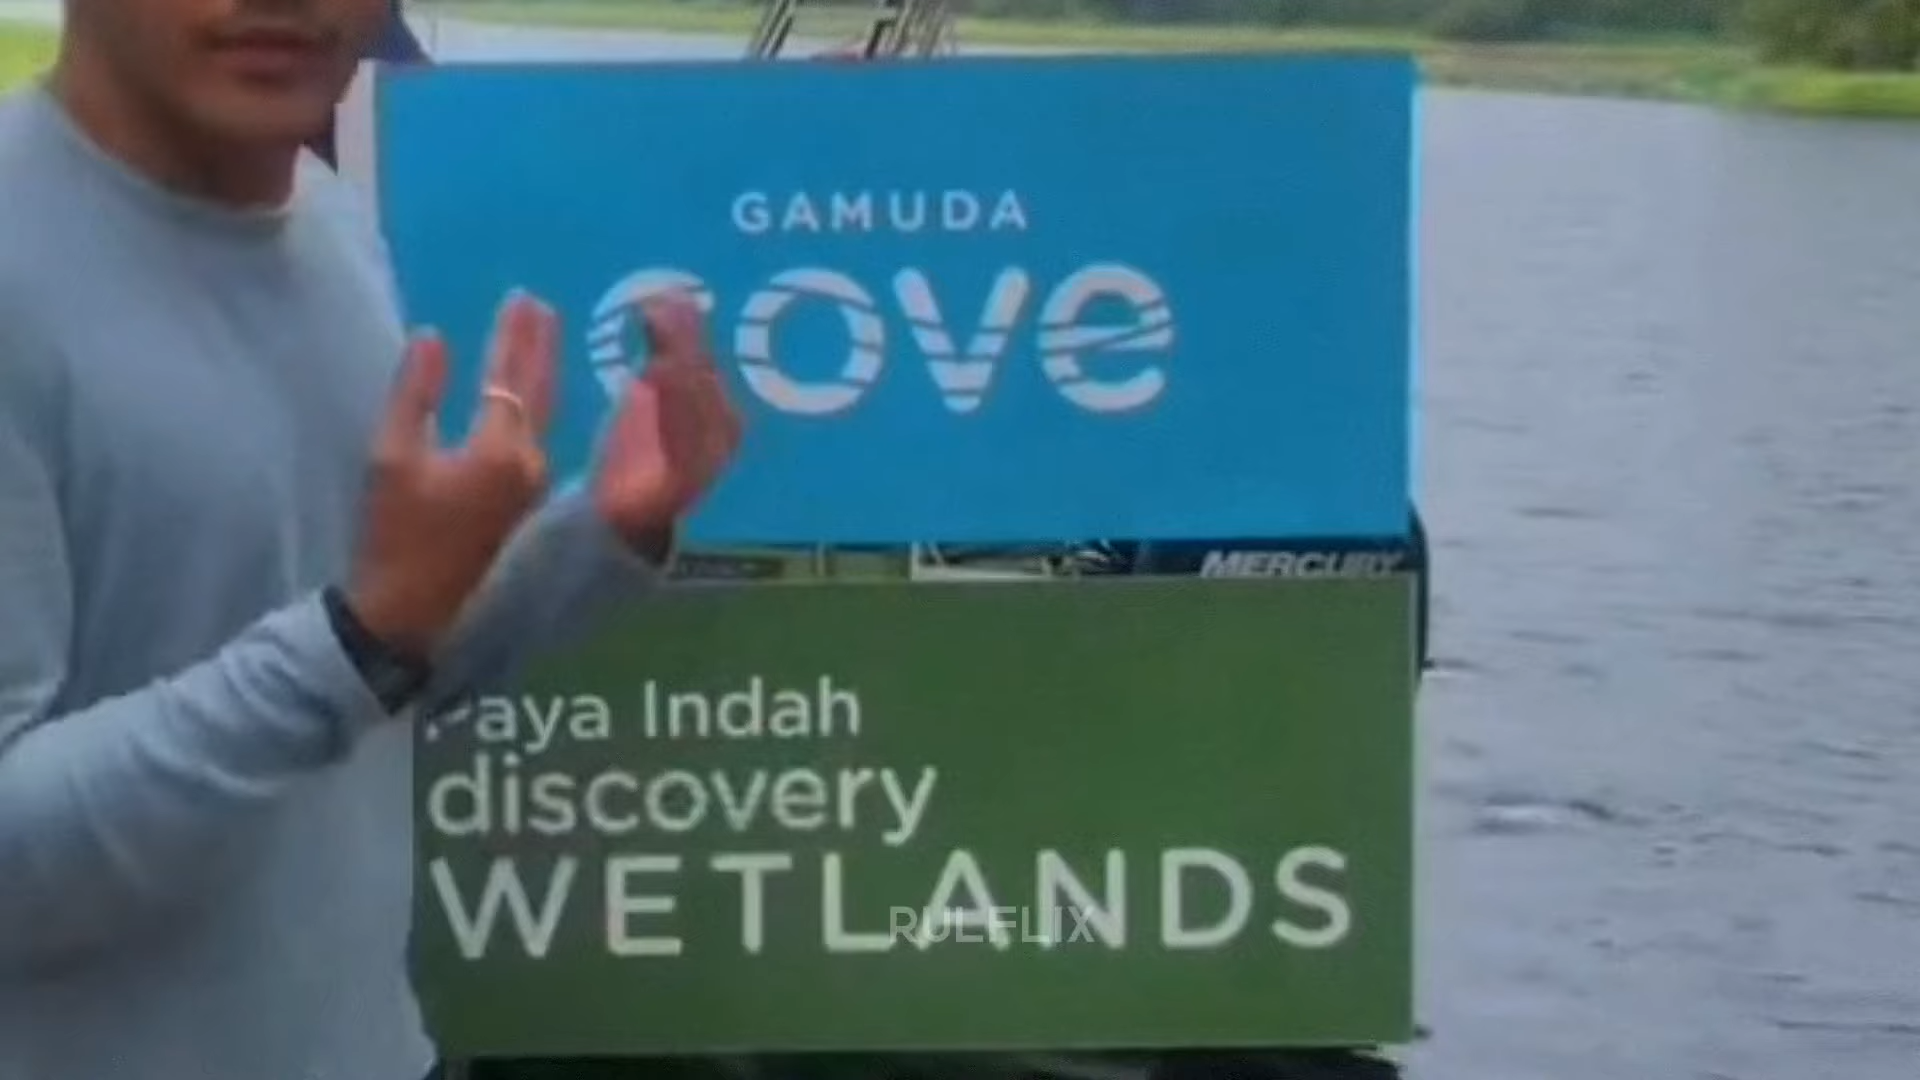 GAMUDA
cove
MERCURY
Paya Indah
discovery
WETLANDS
RULFLIX